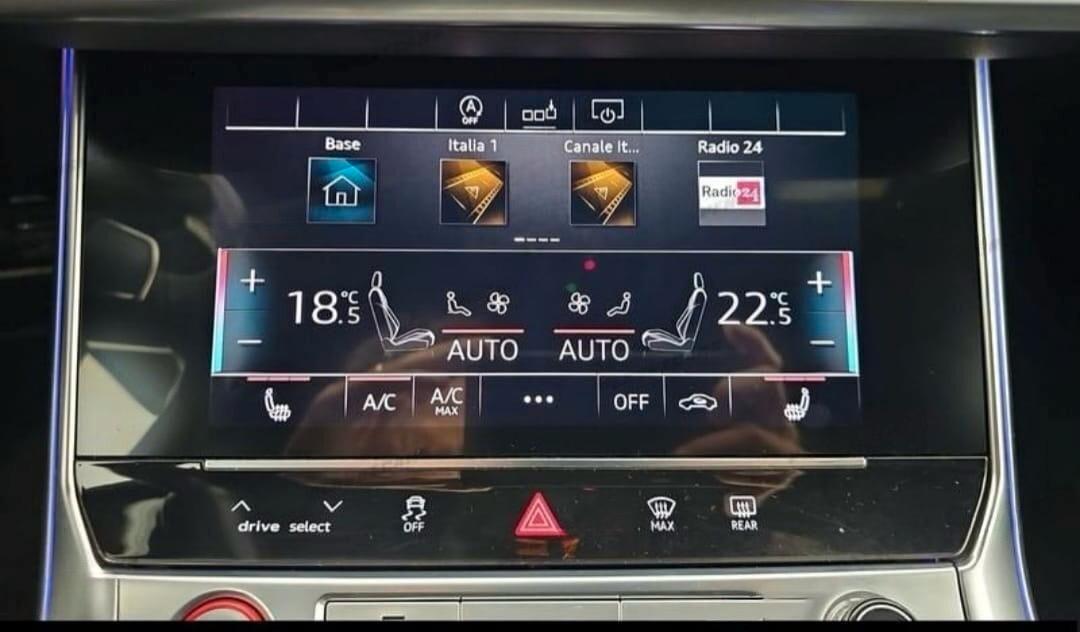 A
OFF
Base Italia 1 Canale it... Radio 24
Radio24
+ +
18.5 °C 22.5 °C
− −
AUTO AUTO
A/C A/C MAX ••• OFF
drive select OFF MAX REAR